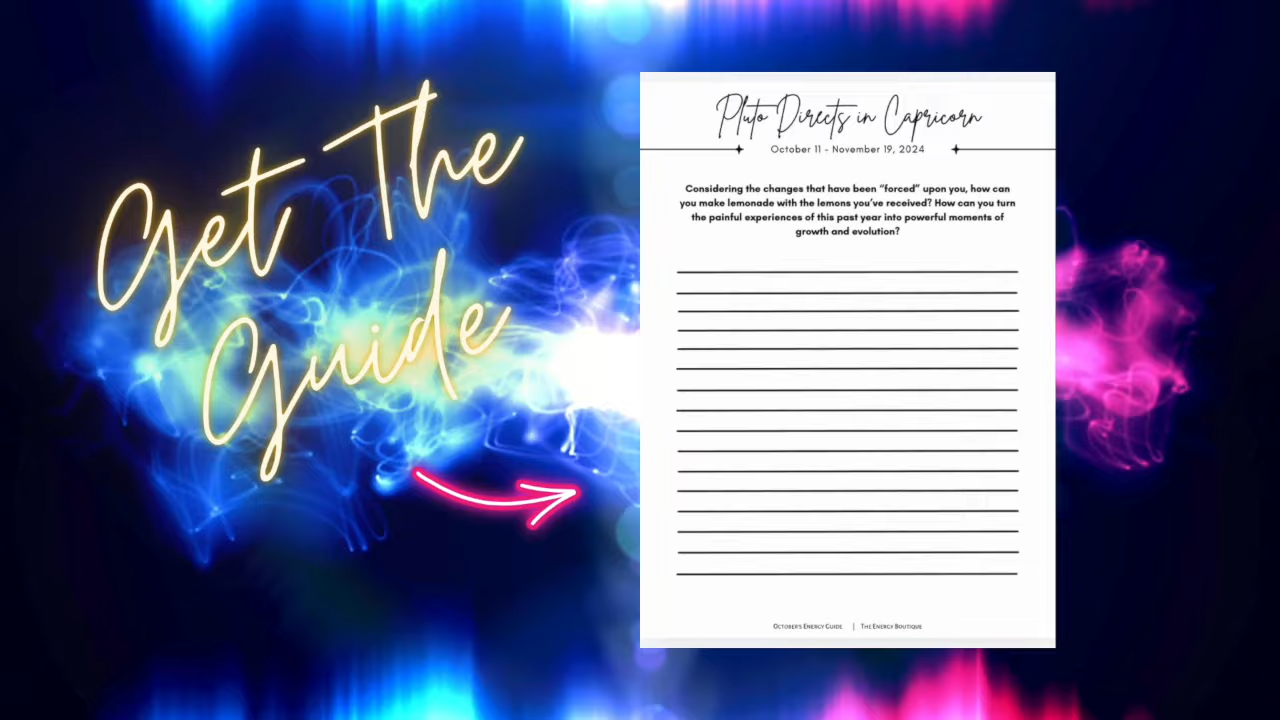 Get The
Guide
Pluto Directs in Capricorn
October 11 - November 19, 2024
Considering the changes that have been “forced” upon you, how can
you make lemonade with the lemons you’ve received? How can you turn
the painful experiences of this past year into powerful moments of
growth and evolution?
October's Energy Guide | The Energy Boutique